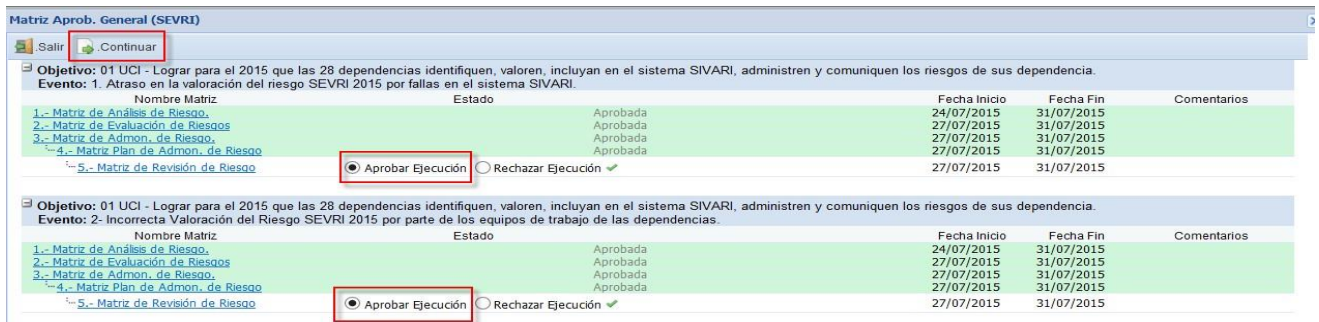 Matriz Aprob. General (SEVRI)
.Salir .Continuar
Objetivo: 01 UCI - Lograr para el 2015 que las 28 dependencias identifiquen, valoren, incluyan en el sistema SIVARI, administren y comuniquen los riesgos de sus dependencia.
Evento: 1. Atraso en la valoración del riesgo SEVRI 2015 por fallas en el sistema SIVARI.
Nombre Matriz Estado Fecha Inicio Fecha Fin Comentarios
1.- Matriz de Análisis de Riesgo. Aprobada 24/07/2015 31/07/2015
2.- Matriz de Evaluación de Riesgos Aprobada 27/07/2015 31/07/2015
3.- Matriz de Admon. de Riesgo. Aprobada 27/07/2015 31/07/2015
4.- Matriz Plan de Admon. de Riesgo Aprobada 27/07/2015 31/07/2015
5.- Matriz de Revisión de Riesgo Aprobar Ejecución Rechazar Ejecución 27/07/2015 31/07/2015
Objetivo: 01 UCI - Lograr para el 2015 que las 28 dependencias identifiquen, valoren, incluyan en el sistema SIVARI, administren y comuniquen los riesgos de sus dependencia.
Evento: 2- Incorrecta Valoración del Riesgo SEVRI 2015 por parte de los equipos de trabajo de las dependencias.
Nombre Matriz Estado Fecha Inicio Fecha Fin Comentarios
1.- Matriz de Análisis de Riesgo. Aprobada 24/07/2015 31/07/2015
2.- Matriz de Evaluación de Riesgos Aprobada 27/07/2015 31/07/2015
3.- Matriz de Admon. de Riesgo. Aprobada 27/07/2015 31/07/2015
4.- Matriz Plan de Admon. de Riesgo Aprobada 27/07/2015 31/07/2015
5.- Matriz de Revisión de Riesgo Aprobar Ejecución Rechazar Ejecución 27/07/2015 31/07/2015